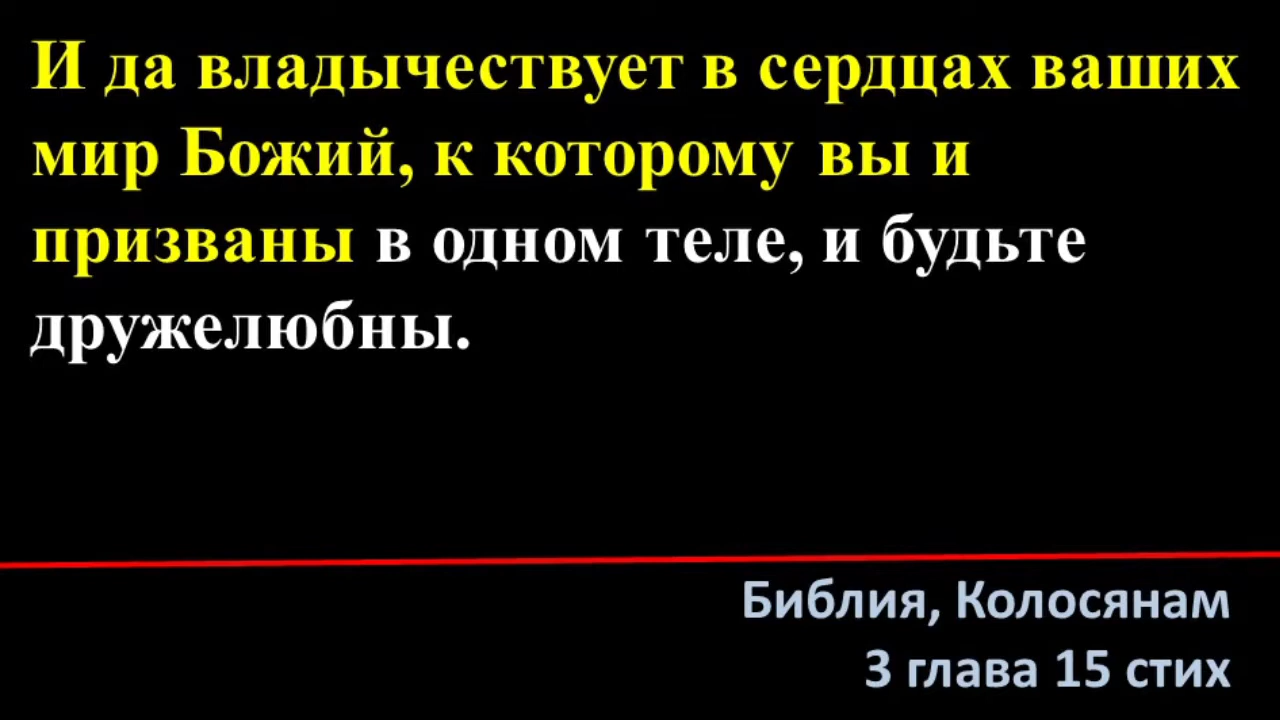 И да владычествует в сердцах ваших
мир Божий, к которому вы и
призваны в одном теле, и будьте
дружелюбны.
Библия, Колосянам
3 глава 15 стих